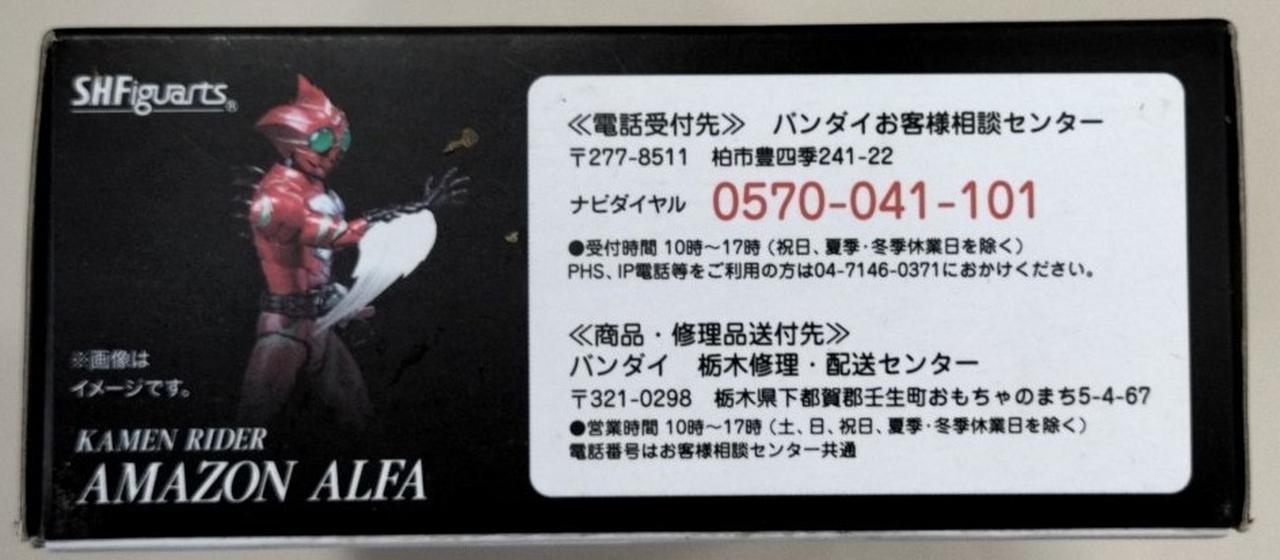 SHFiguarts®
※画像は
イメージです。
KAMEN RIDER
AMAZON ALFA
≪電話受付先≫ バンダイお客様相談センター
〒277-8511 柏市豊四季241-22
ナビダイヤル 0570-041-101
●受付時間 10時〜17時（祝日、夏季・冬季休業日を除く）
PHS、IP電話等をご利用の方は04-7146-0371におかけください。
≪商品・修理品送付先≫
バンダイ 栃木修理・配送センター
〒321-0298 栃木県下都賀郡壬生町おもちゃのまち5-4-67
●営業時間 10時〜17時（土、日、祝日、夏季・冬季休業日を除く）
電話番号はお客様相談センター共通